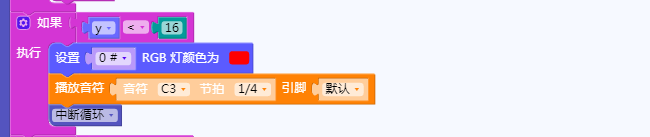 如果 y < 16
执行 设置 0 # RGB 灯颜色为
播放音符 音符 C3 节拍 1/4 引脚 默认
中断循环